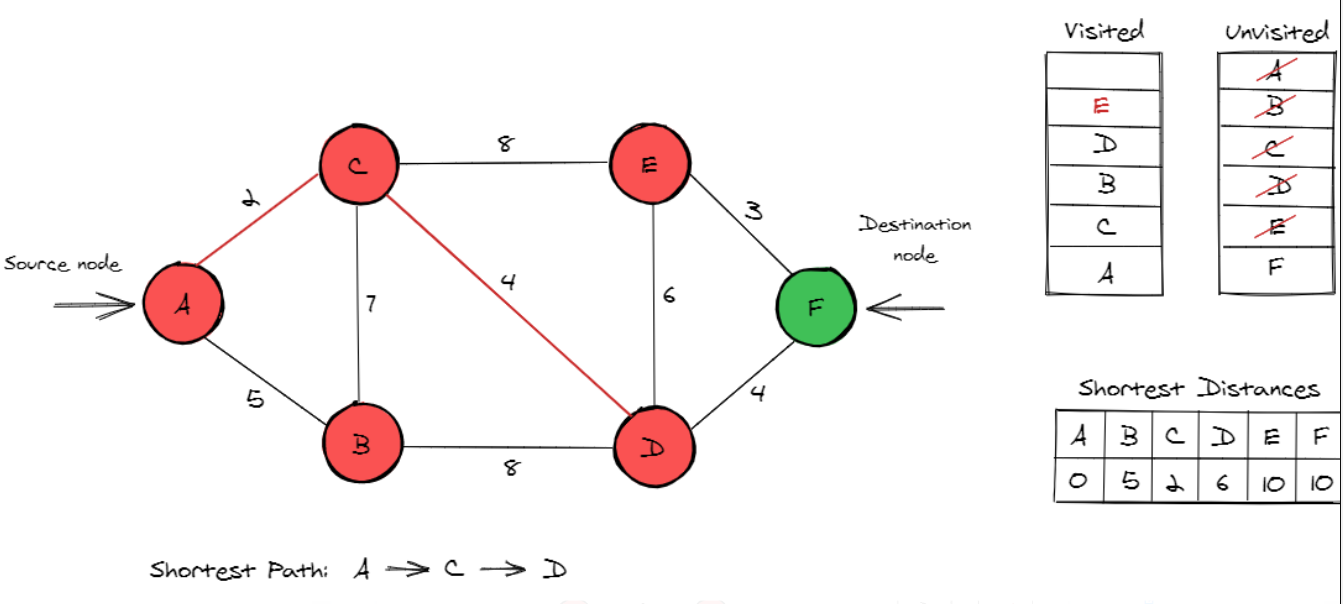 Visited
Unvisited
A
E
B
D
C
B
D
C
E
A
F
C
8
E
2
3
Destination
node
Source node
4
A
7
6
F
5
4
B
8
D
Shortest Distances
A B C D E F
0 5 2 6 10 10
Shortest Path: A → C → D